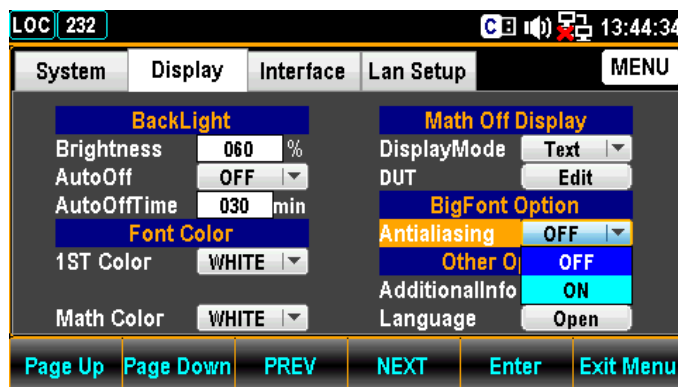 LOC 232 C 13:44:34
System Display Interface Lan Setup MENU
BackLight
Brightness 060 %
AutoOff OFF
AutoOffTime 030 min
Font Color
1ST Color WHITE
Math Color WHITE
Math Off Display
DisplayMode Text
DUT Edit
BigFont Option
Antialiasing OFF
OFF
Other O
ON
AdditionalInfo
Language Open
Page Up Page Down PREV NEXT Enter Exit Menu